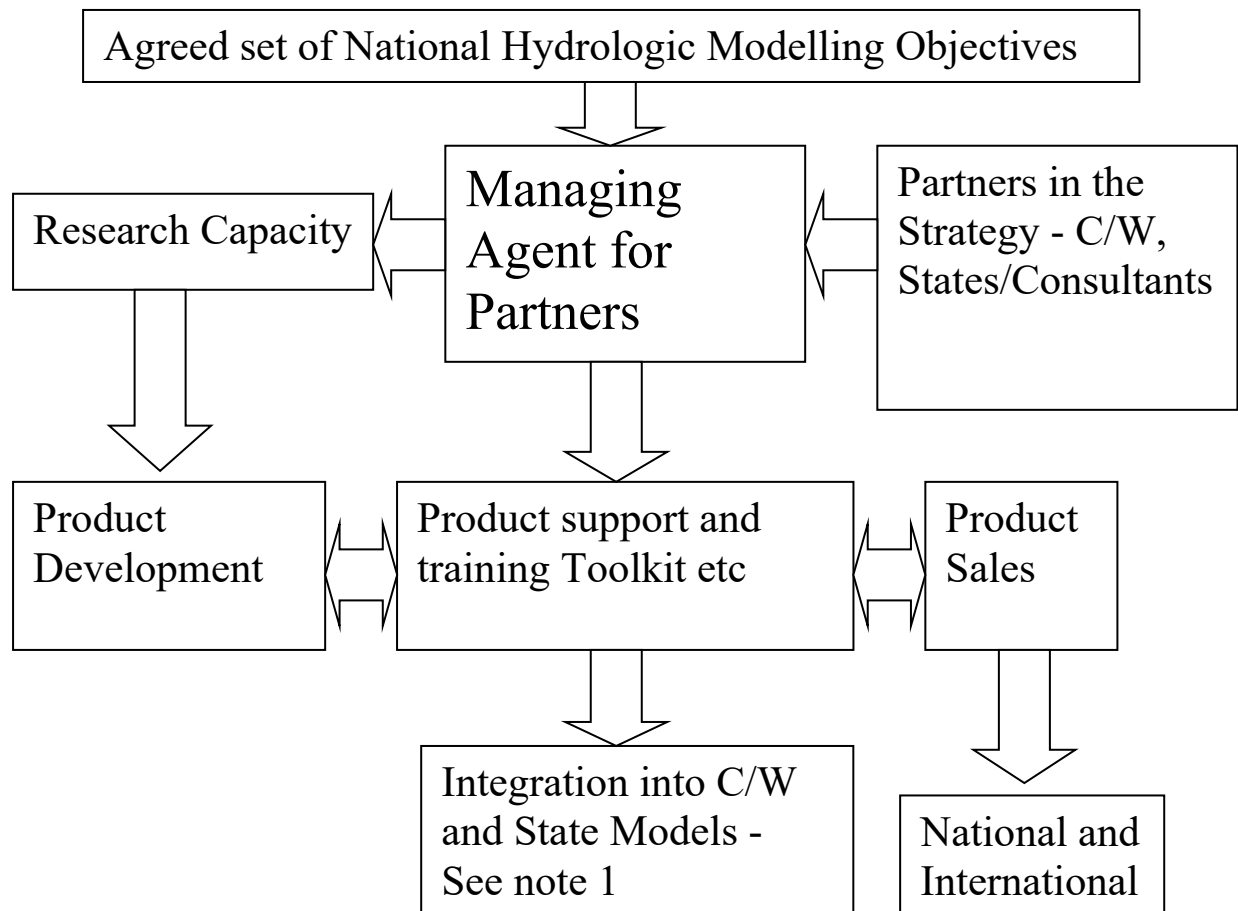 Agreed set of National Hydrologic Modelling Objectives
Research Capacity
Managing
Agent for
Partners
Partners in the
Strategy - C/W,
States/Consultants
Product
Development
Product support and
training Toolkit etc
Product
Sales
Integration into C/W
and State Models -
See note 1
National and
International